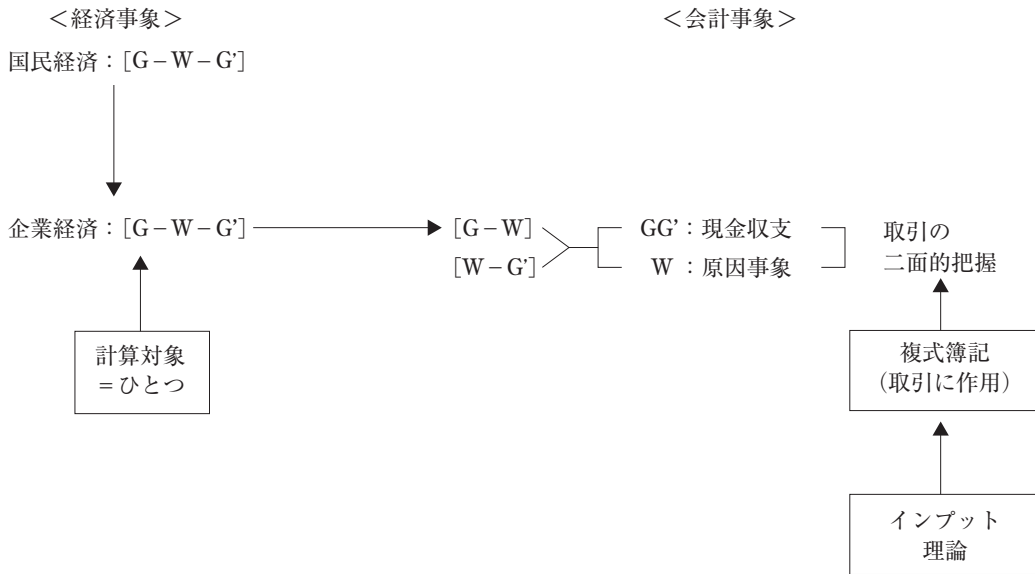 ＜経済事象＞
＜会計事象＞
国民経済：[G－W－G’]
企業経済：[G－W－G’]
[G－W]
[W－G’]
GG’：現金収支
W ：原因事象
取引の
二面的把握
計算対象
＝ひとつ
複式簿記
（取引に作用）
インプット
理論